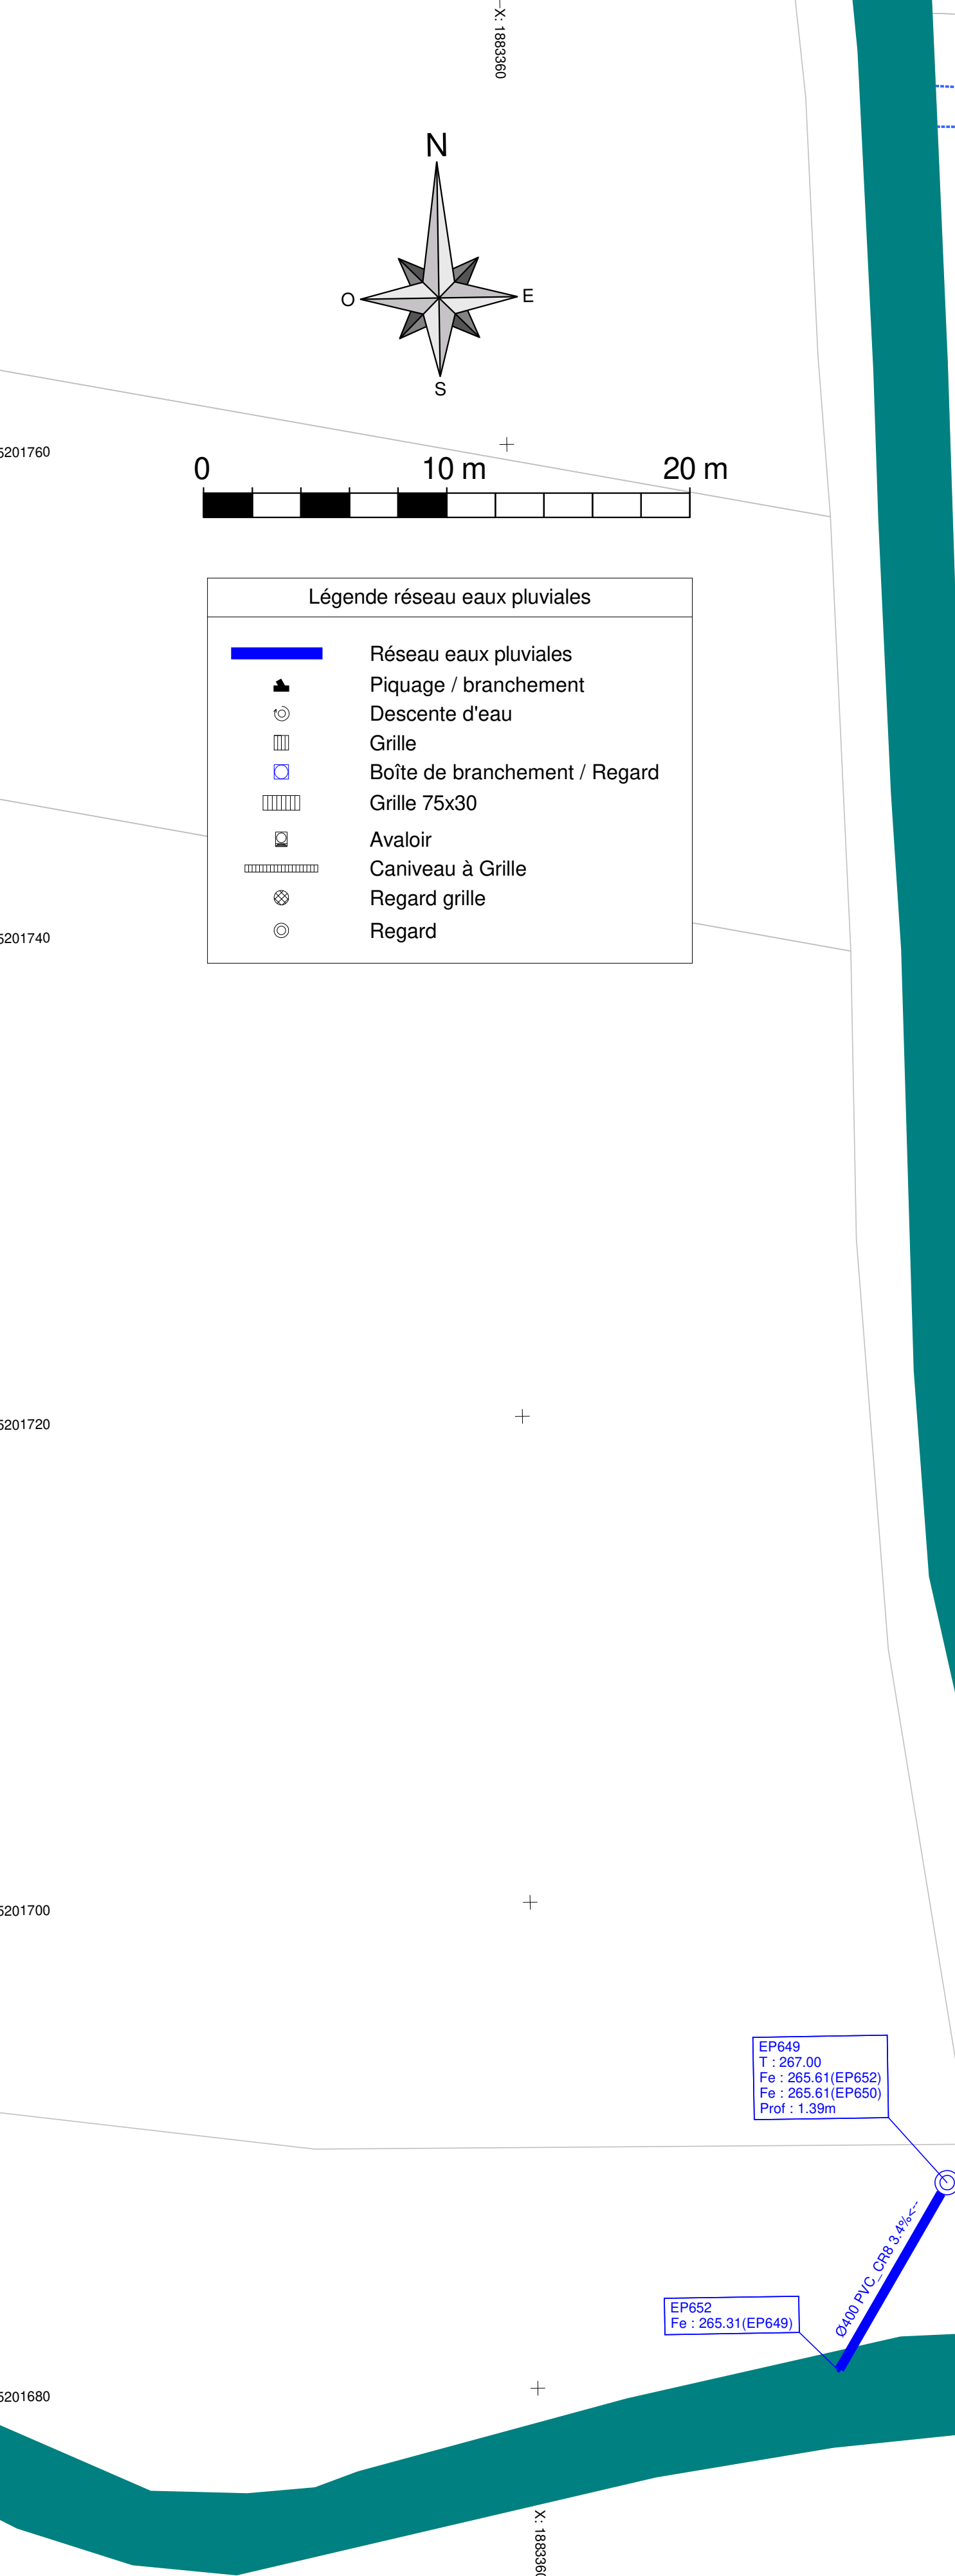 X: 1883360
N
O
E
S
5201760
0
10 m
20 m
Légende réseau eaux pluviales
Réseau eaux pluviales
Piquage / branchement
Descente d'eau
Grille
Boîte de branchement / Regard
Grille 75x30
Avaloir
Caniveau à Grille
Regard grille
Regard
5201740
5201720
5201700
EP649
T : 267.00
Fe : 265.61(EP652)
Fe : 265.61(EP650)
Prof : 1.39m
Ø400 PVC_CR8 3.4%<--
EP652
Fe : 265.31(EP649)
5201680
X: 1883360